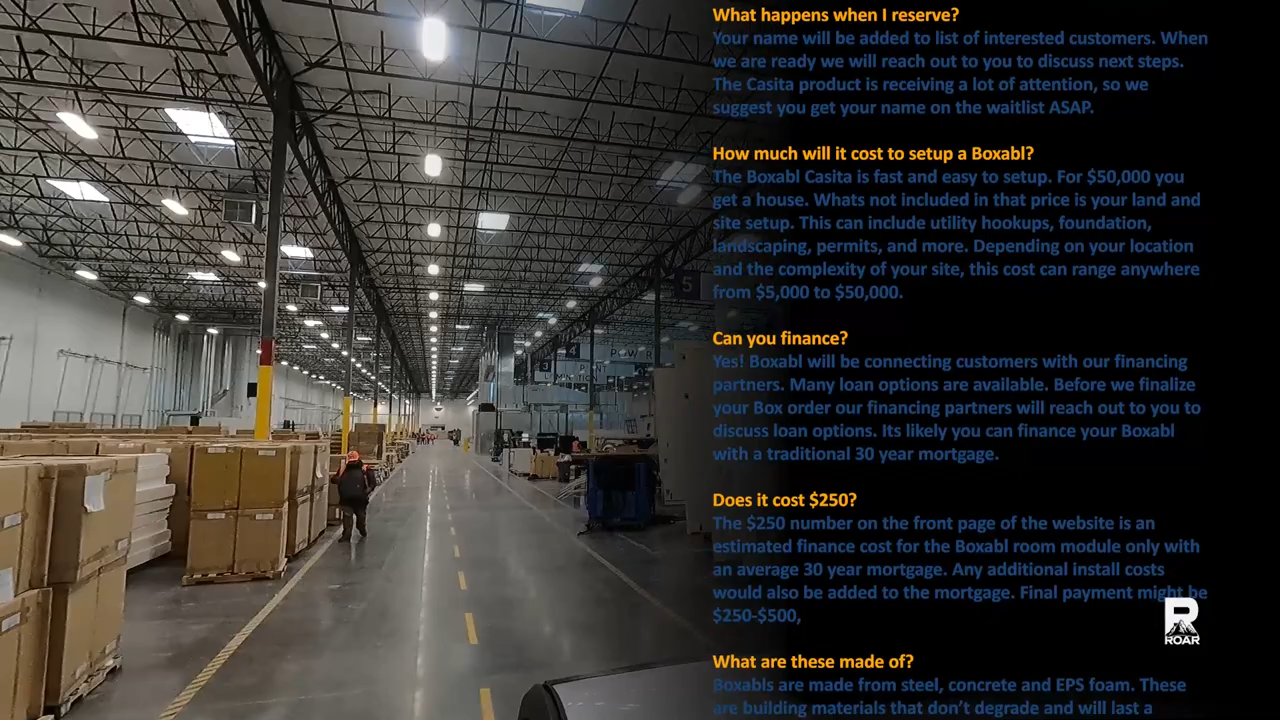 What happens when I reserve?
Your name will be added to list of interested customers. When
we are ready we will reach out to you to discuss next steps.
The Casita product is receiving a lot of attention, so we
suggest you get your name on the waitlist ASAP.
How much will it cost to setup a Boxabl?
The Boxabl Casita is fast and easy to setup. For $50,000 you
get a house. Whats not included in that price is your land and
site setup. This can include utility hookups, foundation,
landscaping, permits, and more. Depending on your location
and the complexity of your site, this cost can range anywhere
from $5,000 to $50,000.
Can you finance?
Yes! Boxabl will be connecting customers with our financing
partners. Many loan options are available. Before we finalize
your Box order our financing partners will reach out to you to
discuss loan options. Its likely you can finance your Boxabl
with a traditional 30 year mortgage.
Does it cost $250?
The $250 number on the front page of the website is an
estimated finance cost for the Boxabl room module only with
an average 30 year mortgage. Any additional install costs
would also be added to the mortgage. Final payment might be
$250-$500,
What are these made of?
Boxabls are made from steel, concrete and EPS foam. These
are building materials that don't degrade and will last a
R
ROAR
5
4
3